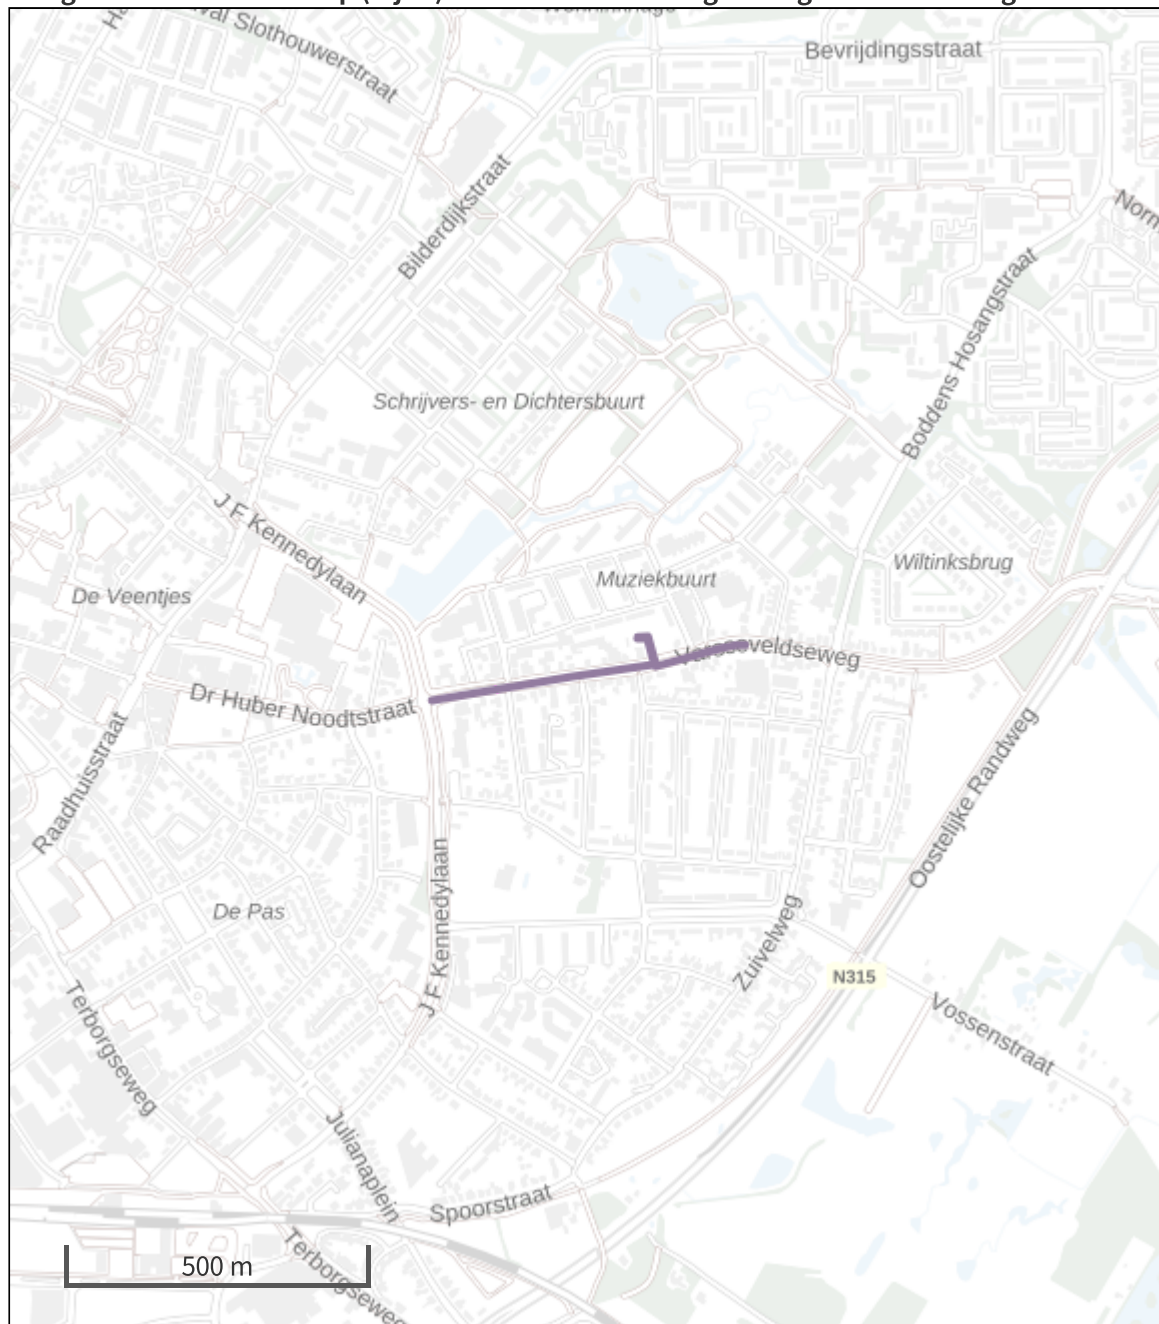 Bevrijdingsstraat
Slothouwerstraat
Bilderdijkstraat
Boddens Hosangstraat
Schrijvers- en Dichtersbuurt
J F Kennedylaan
Muziekbuurt
Wiltinksbrug
De Veentjes
Dr Huber Noodtstraat
Raadhuisstraat
Oostelijke Randweg
J F Kennedylaan
De Pas
Zuivelweg
N315
Vossenstraat
Terborgseweg
Julianaplein
Spoorstraat
Terborgseweg
500 m